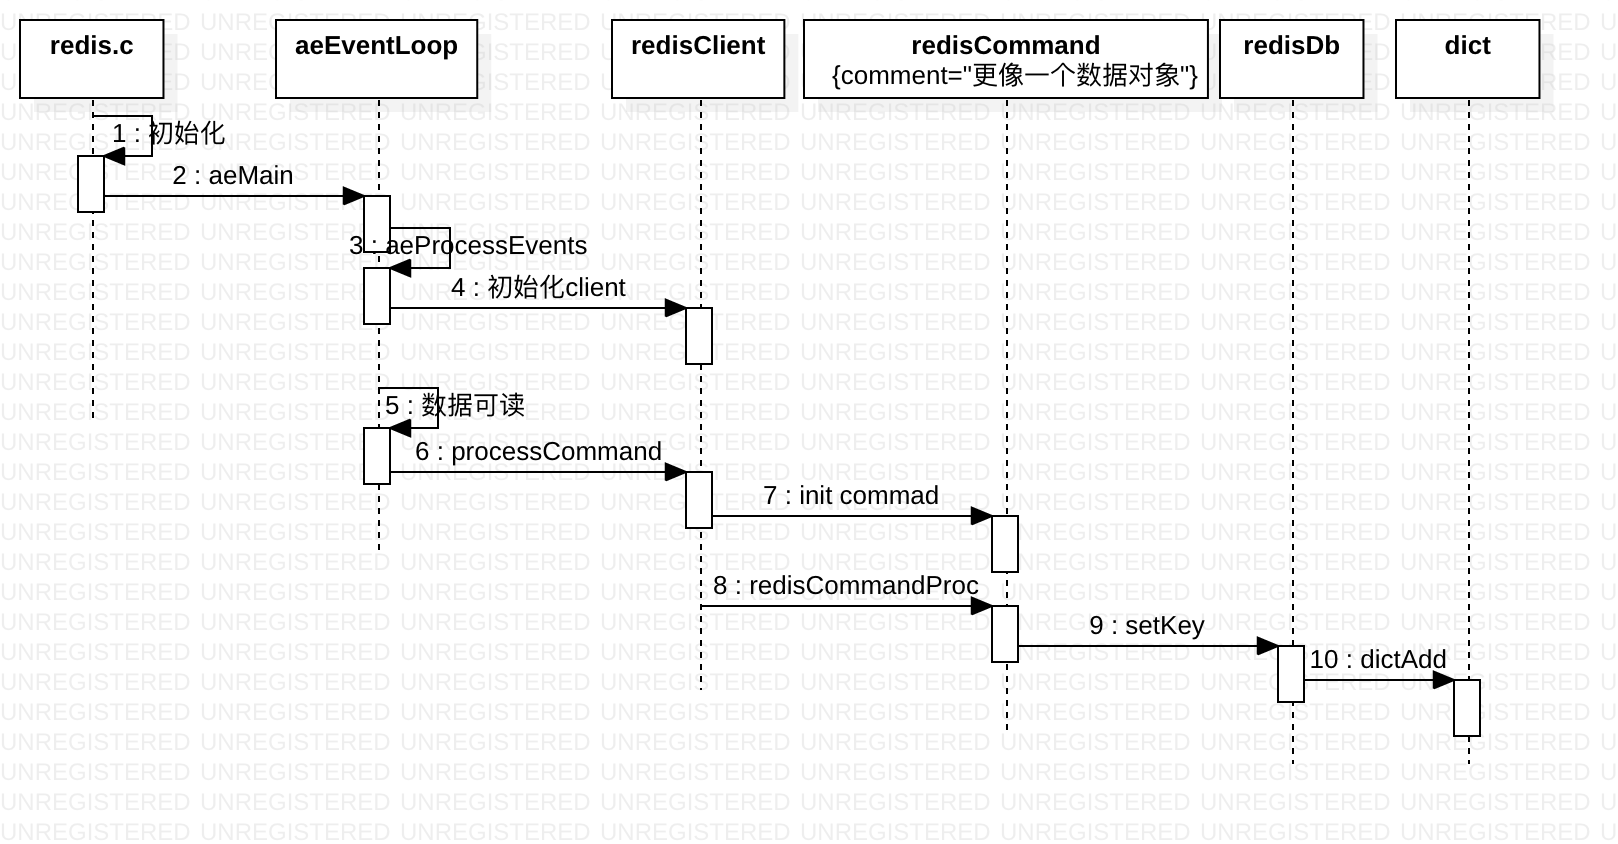 redis.c
aeEventLoop
redisClient
redisCommand
{comment="更像一个数据对象"}
redisDb
dict
1 : 初始化
2 : aeMain
3 : aeProcessEvents
4 : 初始化client
5 : 数据可读
6 : processCommand
7 : init commad
8 : redisCommandProc
9 : setKey
10 : dictAdd
UNREGISTERED